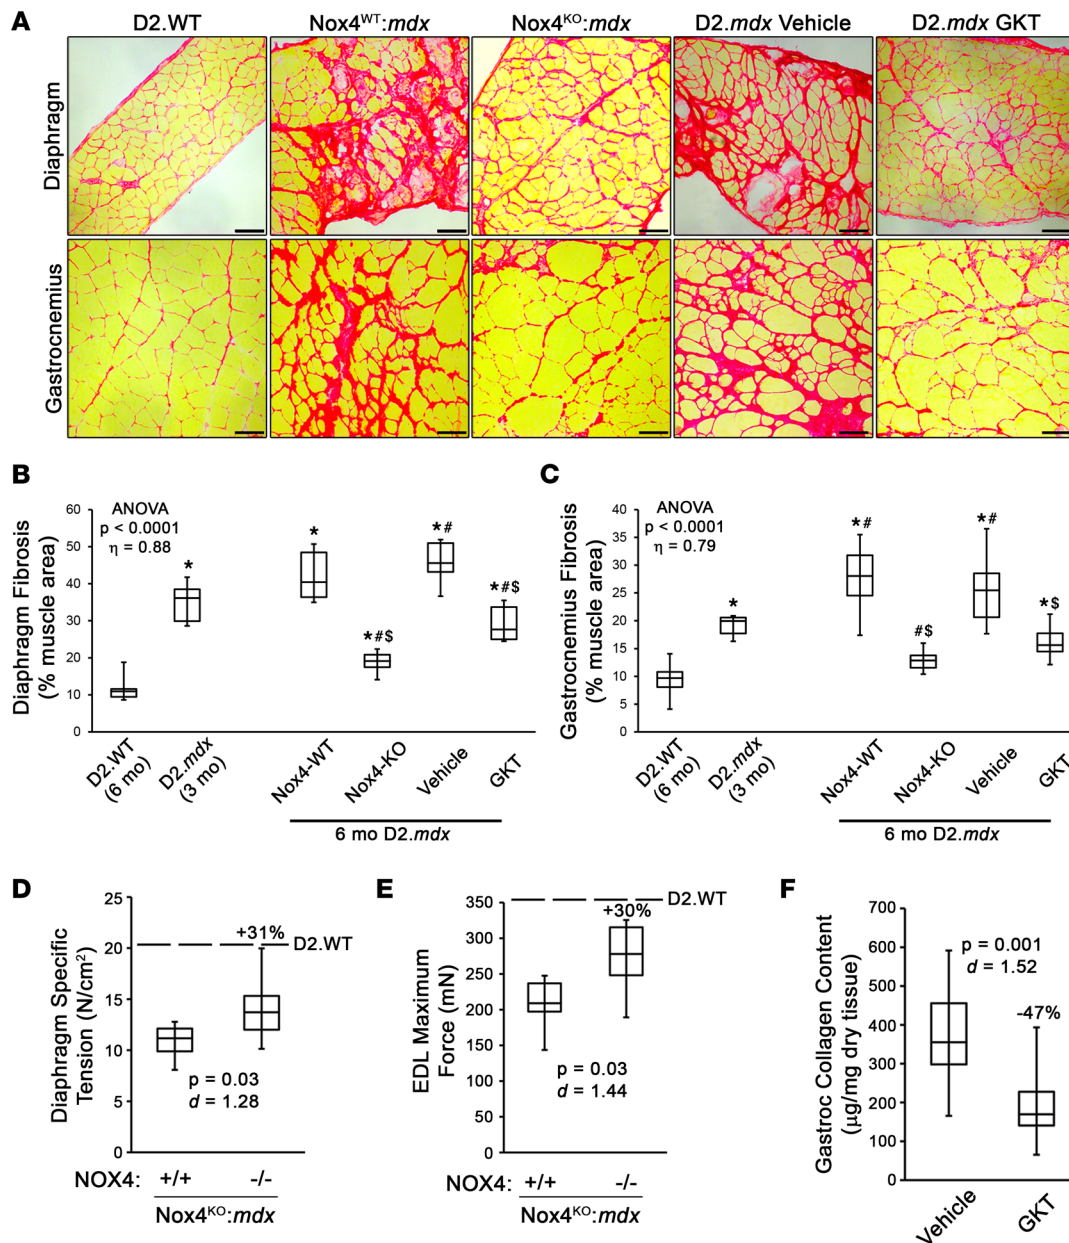 A
D2.WT
Nox4WT:mdx
Nox4KO:mdx
D2.mdx Vehicle
D2.mdx GKT
Diaphragm
Gastrocnemius
B
Diaphragm Fibrosis
(% muscle area)
60
50
40
30
20
10
0
ANOVA
p < 0.0001
η = 0.88
*
*
*#$
*#
*#$
D2.WT
(6 mo)
D2.mdx
(3 mo)
Nox4-WT
Nox4-KO
Vehicle
GKT
6 mo D2.mdx
C
Gastrocnemius Fibrosis
(% muscle area)
40
35
30
25
20
15
10
5
0
ANOVA
p < 0.0001
η = 0.79
*
*#
#$
*#
*$
D2.WT
(6 mo)
D2.mdx
(3 mo)
Nox4-WT
Nox4-KO
Vehicle
GKT
6 mo D2.mdx
D
Diaphragm Specific
Tension (N/cm²)
25
20
15
10
5
0
+31%
D2.WT
p = 0.03
d = 1.28
NOX4: +/+ -/-
Nox4KO:mdx
E
EDL Maximum
Force (mN)
350
300
250
200
150
100
50
0
D2.WT
+30%
p = 0.03
d = 1.44
NOX4: +/+ -/-
Nox4KO:mdx
F
Gastroc Collagen Content
(µg/mg dry tissue)
700
600
500
400
300
200
100
0
p = 0.001
d = 1.52
-47%
Vehicle
GKT